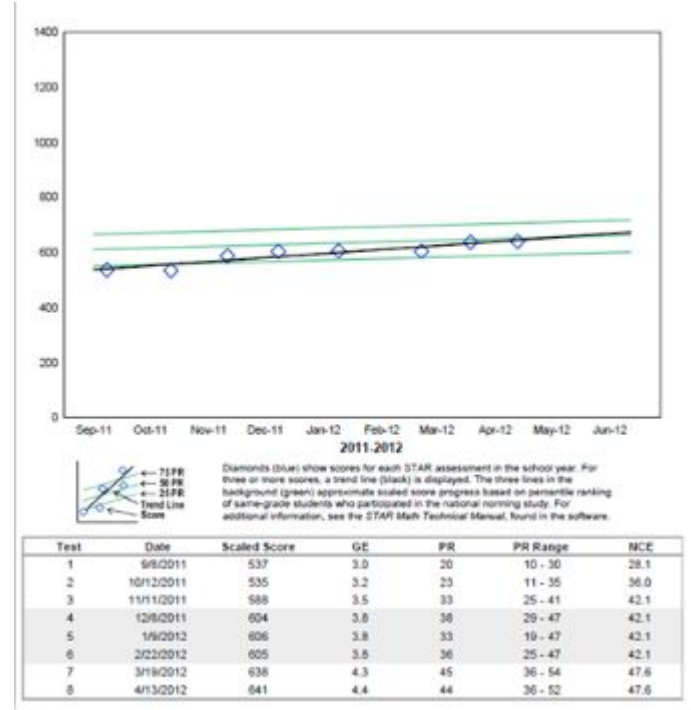 1400
1200
1000
800
600
400
200
0
Sep-11 Oct-11 Nov-11 Dec-11 Jan-12 Feb-12 Mar-12 Apr-12 May-12 Jun-12
2011-2012
75 PR
50 PR
25 PR
Trend Line
Score
Diamonds (blue) show scores for each STAR assessment in the school year. For
three or more scores, a trend line (black) is displayed. The three lines in the
background (green) approximate scaled score progress based on percentile ranking
of same-grade students who participated in the national norming study. For
additional information, see the STAR Math Technical Manual, found in the software.
Test Date Scaled Score GE PR PR Range NCE
1 9/8/2011 537 3.0 20 10 - 30 28.1
2 10/12/2011 535 3.2 23 11 - 35 36.0
3 11/11/2011 588 3.5 33 25 - 41 42.1
4 12/8/2011 604 3.8 38 29 - 47 42.1
5 1/9/2012 606 3.8 33 19 - 47 42.1
6 2/22/2012 605 3.8 36 25 - 47 42.1
7 3/19/2012 638 4.3 45 36 - 54 47.6
8 4/13/2012 641 4.4 44 36 - 52 47.6